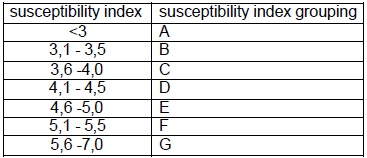 susceptibility index susceptibility index grouping
<3 A
3,1 - 3,5 B
3,6 -4,0 C
4,1 - 4,5 D
4,6 -5,0 E
5,1 - 5,5 F
5,6 -7,0 G